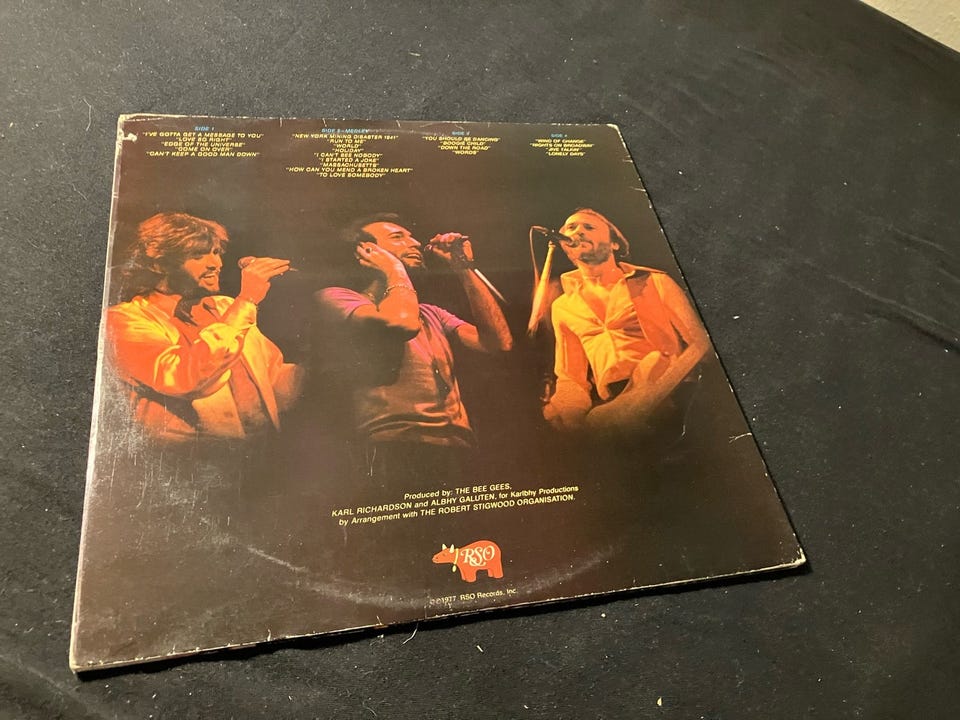 SIDE 1
"I'VE GOTTA GET A MESSAGE TO YOU"
"LOVE SO RIGHT"
"EDGE OF THE UNIVERSE"
"COME ON OVER"
"CAN'T KEEP A GOOD MAN DOWN"
SIDE 2 - MEDLEY
"NEW YORK MINING DISASTER 1941"
"RUN TO ME"
"WORLD"
"HOLIDAY"
"I CAN'T SEE NOBODY"
"I STARTED A JOKE"
"MASSACHUSETTS"
"HOW CAN YOU MEND A BROKEN HEART"
"TO LOVE SOMEBODY"
SIDE 3
"YOU SHOULD BE DANCING"
"BOOGIE CHILD"
"DOWN THE ROAD"
"WORDS"
SIDE 4
"WIND OF CHANGE"
"NIGHTS ON BROADWAY"
"JIVE TALKIN'"
"LONELY DAYS"
Produced by: THE BEE GEES,
KARL RICHARDSON and ALBHY GALUTEN, for Karlbhy Productions
by Arrangement with THE ROBERT STIGWOOD ORGANISATION.
RSO
℗©1977 RSO Records, Inc.